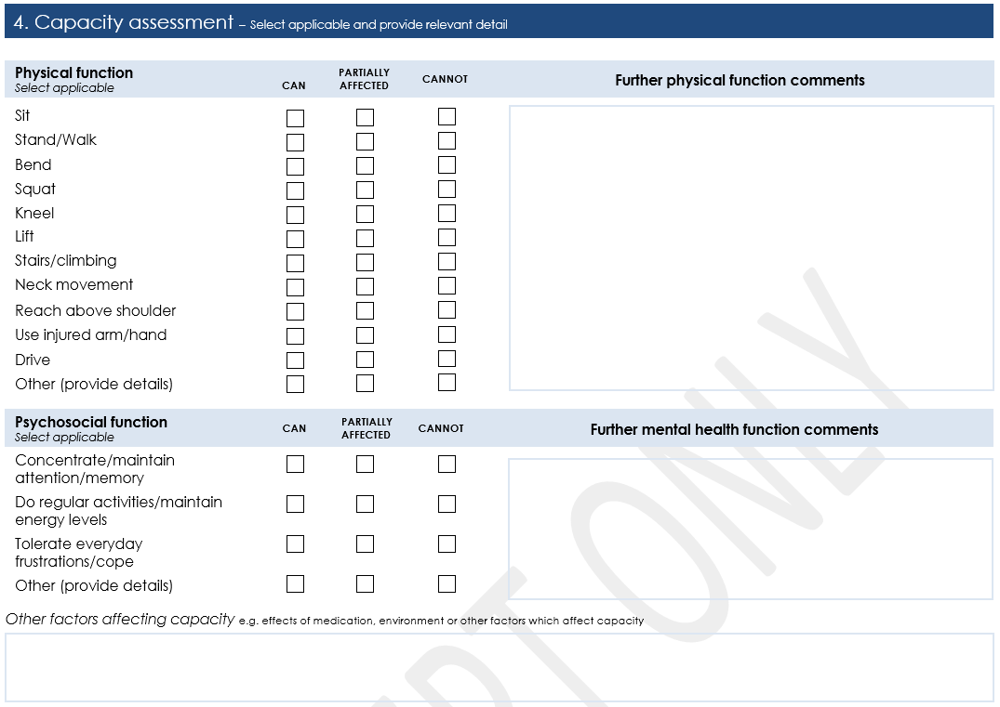 4. Capacity assessment – Select applicable and provide relevant detail
Physical function
Select applicable
CAN
PARTIALLY
AFFECTED
CANNOT
Further physical function comments
Sit
Stand/Walk
Bend
Squat
Kneel
Lift
Stairs/climbing
Neck movement
Reach above shoulder
Use injured arm/hand
Drive
Other (provide details)
Psychosocial function
Select applicable
CAN
PARTIALLY
AFFECTED
CANNOT
Further mental health function comments
Concentrate/maintain
attention/memory
Do regular activities/maintain
energy levels
Tolerate everyday
frustrations/cope
Other (provide details)
Other factors affecting capacity e.g. effects of medication, environment or other factors which affect capacity
PT ONLY